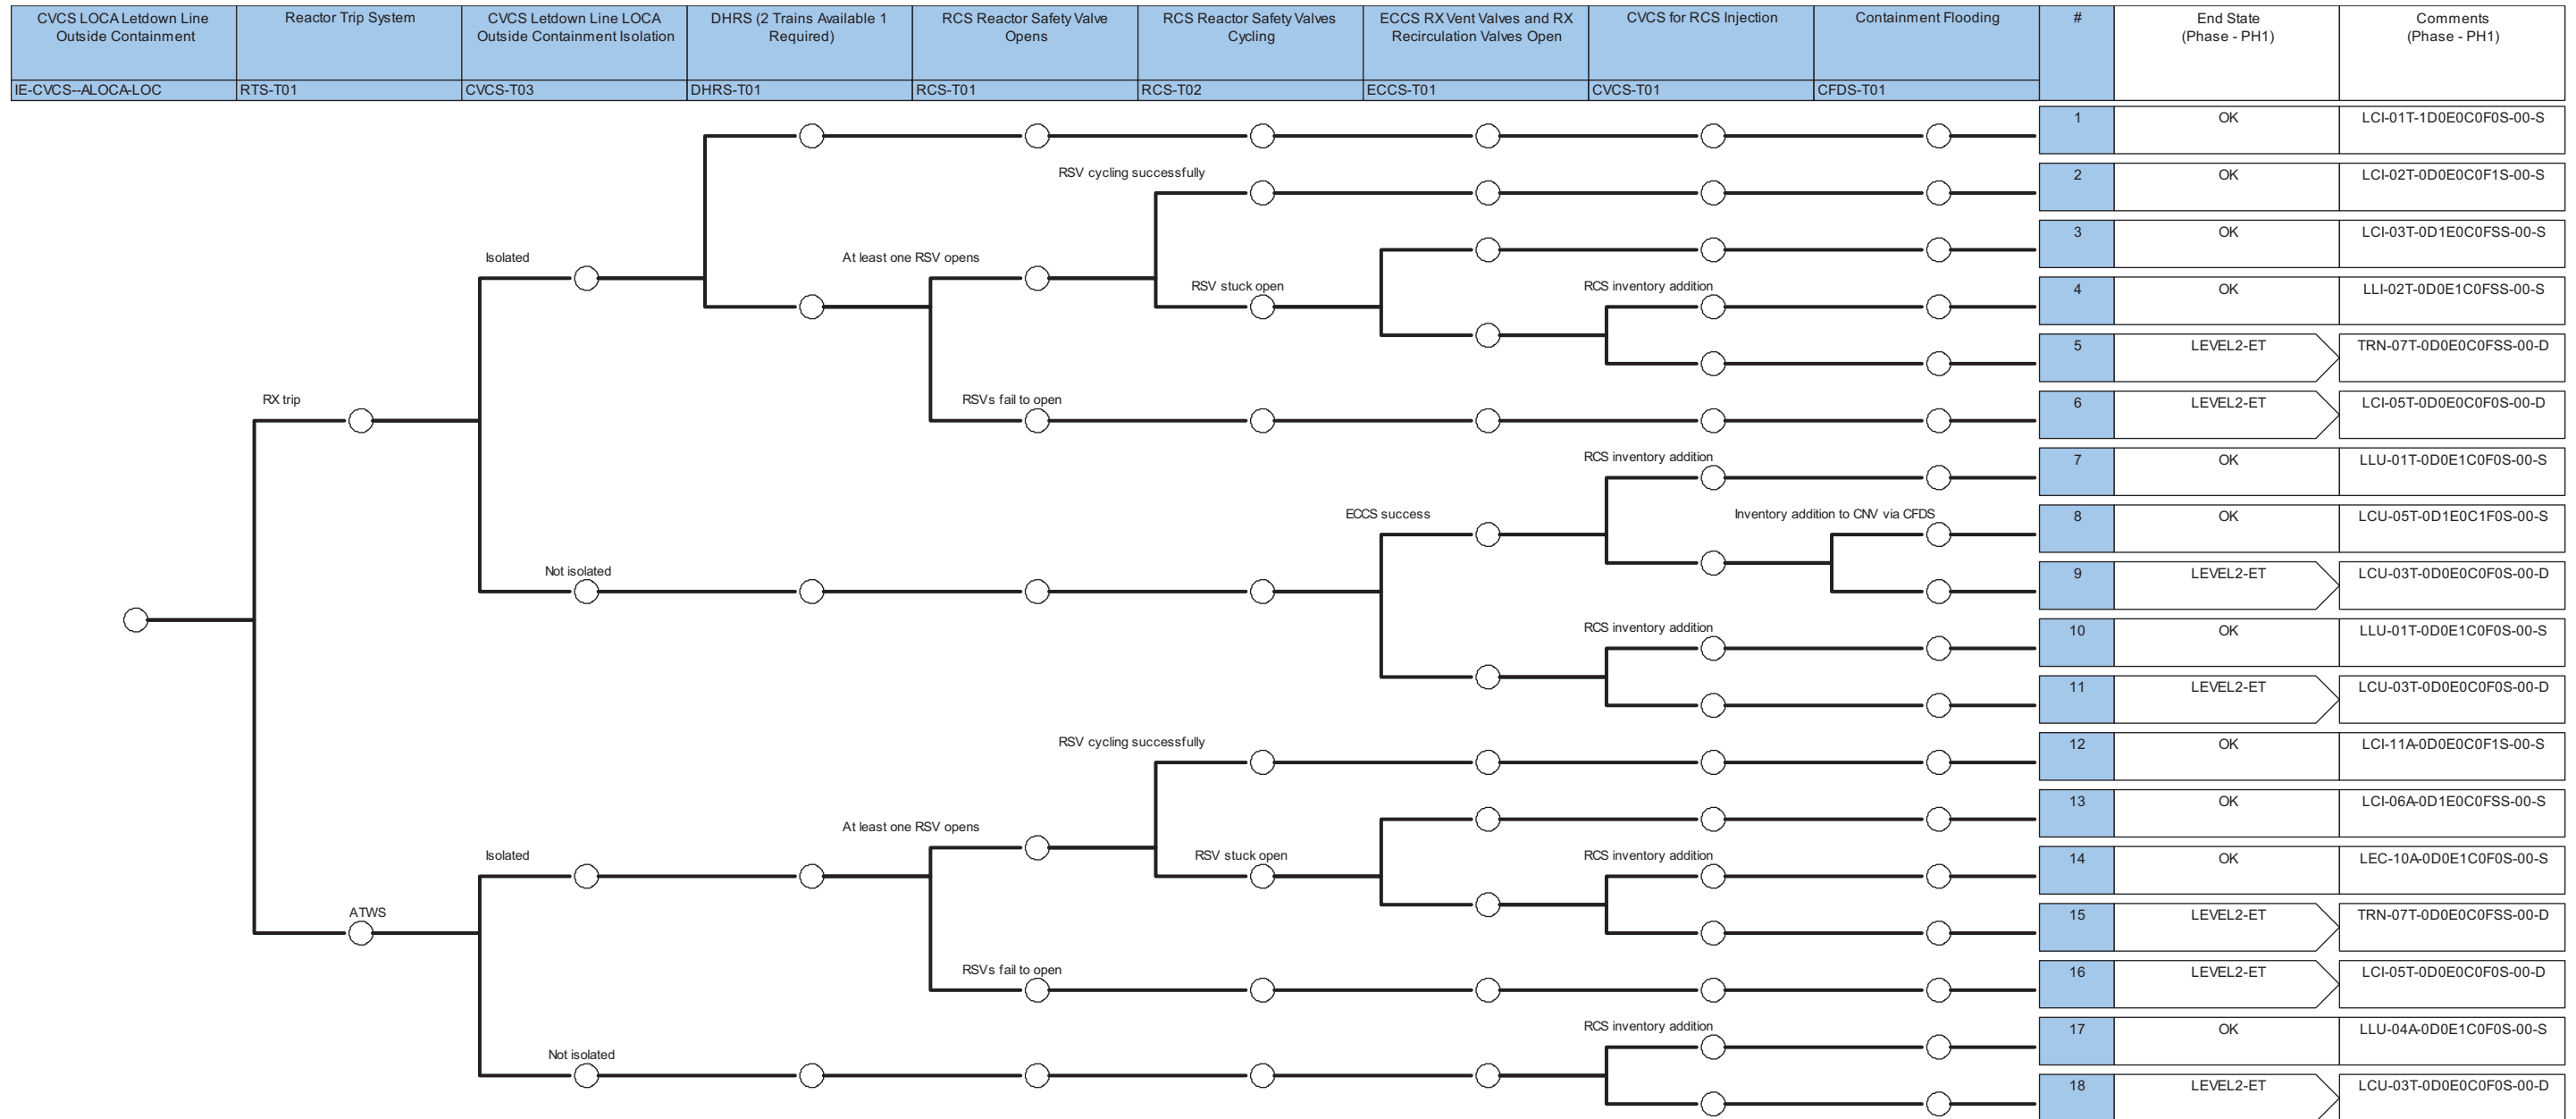 CVCS LOCA Letdown Line
Outside Containment
Reactor Trip System
CVCS Letdown Line LOCA
Outside Containment Isolation
DHRS (2 Trains Available 1
Required)
RCS Reactor Safety Valve
Opens
RCS Reactor Safety Valves
Cycling
ECCS RX Vent Valves and RX
Recirculation Valves Open
CVCS for RCS Injection
Containment Flooding
#
End State
(Phase - PH1)
Comments
(Phase - PH1)
IE-CVCS--ALOCA-LOC
RTS-T01
CVCS-T03
DHRS-T01
RCS-T01
RCS-T02
ECCS-T01
CVCS-T01
CFDS-T01
1
OK
LCI-01T-1D0E0C0F0S-00-S
RSV cycling successfully
2
OK
LCI-02T-0D0E0C0F1S-00-S
3
OK
LCI-03T-0D1E0C0FSS-00-S
Isolated
At least one RSV opens
RSV stuck open
RCS inventory addition
4
OK
LLI-02T-0D0E1C0FSS-00-S
5
LEVEL2-ET
TRN-07T-0D0E0C0FSS-00-D
RX trip
RSVs fail to open
6
LEVEL2-ET
LCI-05T-0D0E0C0F0S-00-D
RCS inventory addition
7
OK
LLU-01T-0D0E1C0F0S-00-S
ECCS success
Inventory addition to CNV via CFDS
8
OK
LCU-05T-0D1E0C1F0S-00-S
Not isolated
9
LEVEL2-ET
LCU-03T-0D0E0C0F0S-00-D
RCS inventory addition
10
OK
LLU-01T-0D0E1C0F0S-00-S
11
LEVEL2-ET
LCU-03T-0D0E0C0F0S-00-D
RSV cycling successfully
12
OK
LCI-11A-0D0E0C0F1S-00-S
13
OK
LCI-06A-0D1E0C0FSS-00-S
At least one RSV opens
Isolated
RSV stuck open
RCS inventory addition
14
OK
LEC-10A-0D0E1C0F0S-00-S
ATWS
15
LEVEL2-ET
TRN-07T-0D0E0C0FSS-00-D
RSVs fail to open
16
LEVEL2-ET
LCI-05T-0D0E0C0F0S-00-D
RCS inventory addition
17
OK
LLU-04A-0D0E1C0F0S-00-S
Not isolated
18
LEVEL2-ET
LCU-03T-0D0E0C0F0S-00-D